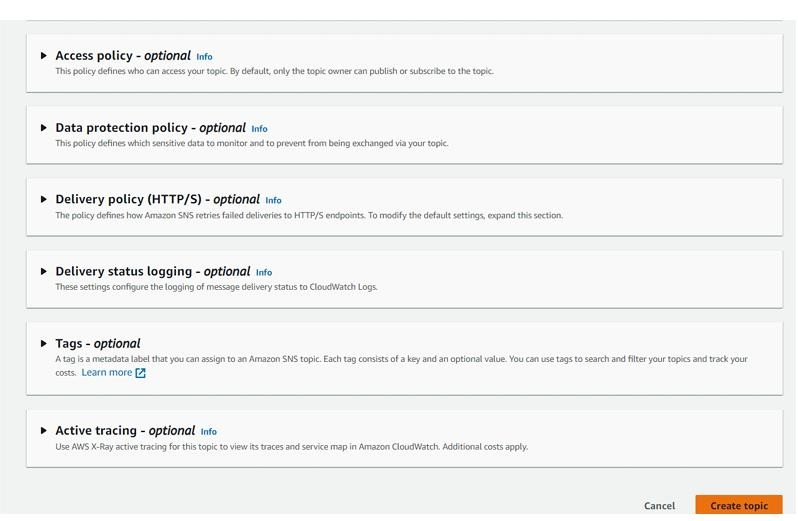 Access policy - optional Info
This policy defines who can access your topic. By default, only the topic owner can publish or subscribe to the topic.
Data protection policy - optional Info
This policy defines which sensitive data to monitor and to prevent from being exchanged via your topic.
Delivery policy (HTTP/S) - optional Info
The policy defines how Amazon SNS retries failed deliveries to HTTP/S endpoints. To modify the default settings, expand this section.
Delivery status logging - optional Info
These settings configure the logging of message delivery status to CloudWatch Logs.
Tags - optional
A tag is a metadata label that you can assign to an Amazon SNS topic. Each tag consists of a key and an optional value. You can use tags to search and filter your topics and track your
costs. Learn more
Active tracing - optional Info
Use AWS X-Ray active tracing for this topic to view its traces and service map in Amazon CloudWatch. Additional costs apply.
Cancel Create topic